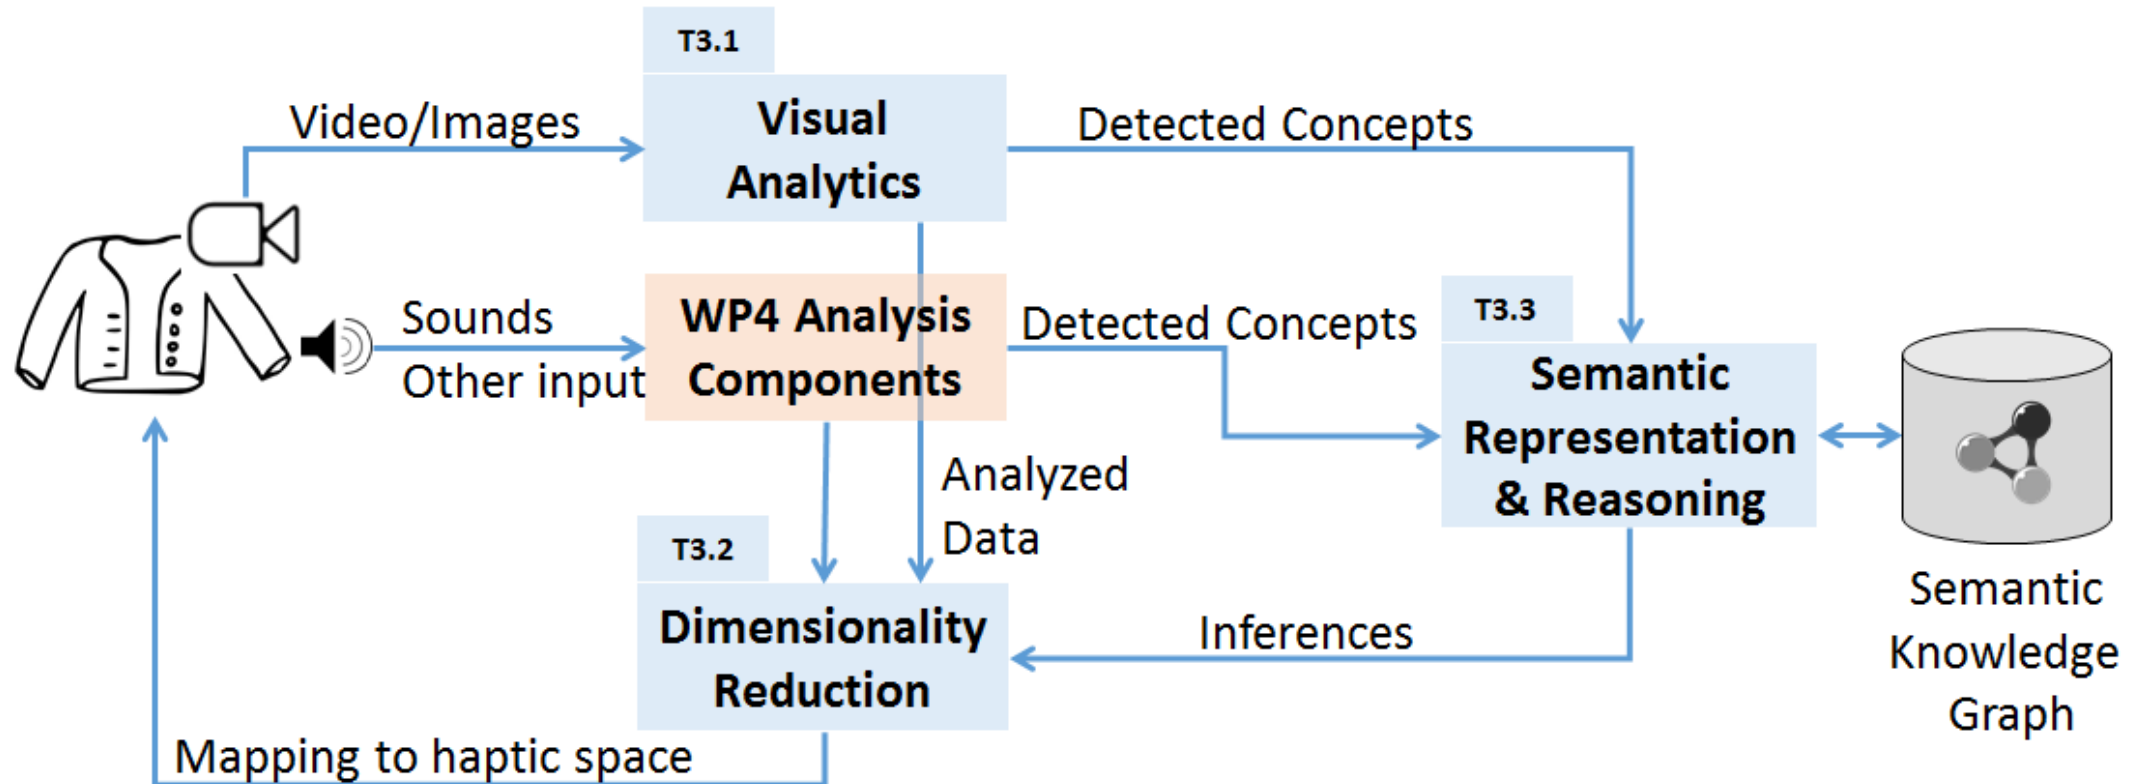 T3.1
Visual
Analytics
Video/Images
Detected Concepts
Sounds
Other input
WP4 Analysis
Components
Detected Concepts
T3.3
Semantic
Representation
& Reasoning
Analyzed
Data
T3.2
Dimensionality
Reduction
Inferences
Semantic
Knowledge
Graph
Mapping to haptic space